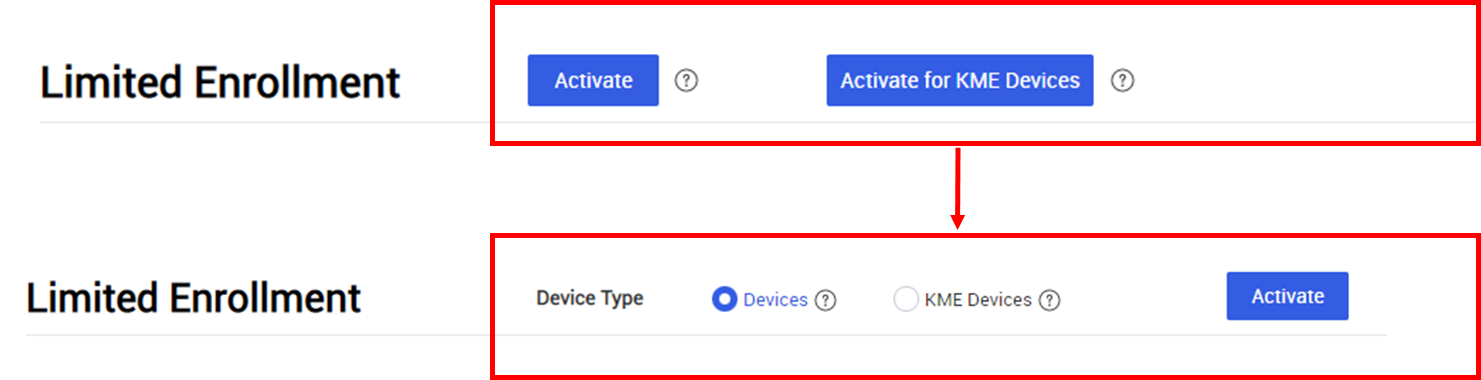 Limited Enrollment Activate ? Activate for KME Devices ?
Limited Enrollment Device Type Devices ? KME Devices ? Activate